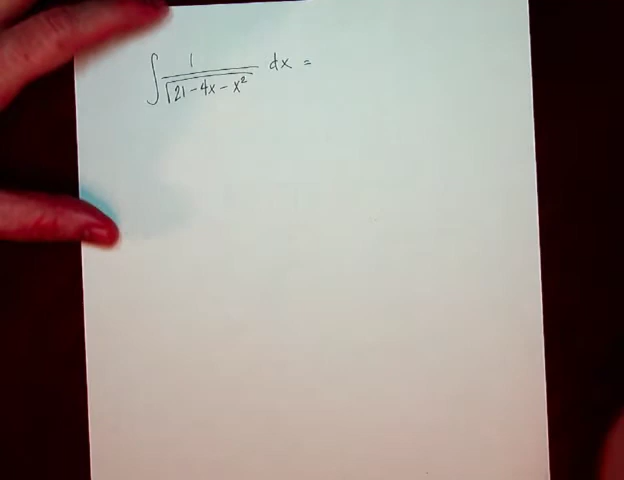 ∫ 1/√(21-4x-x²) dx =